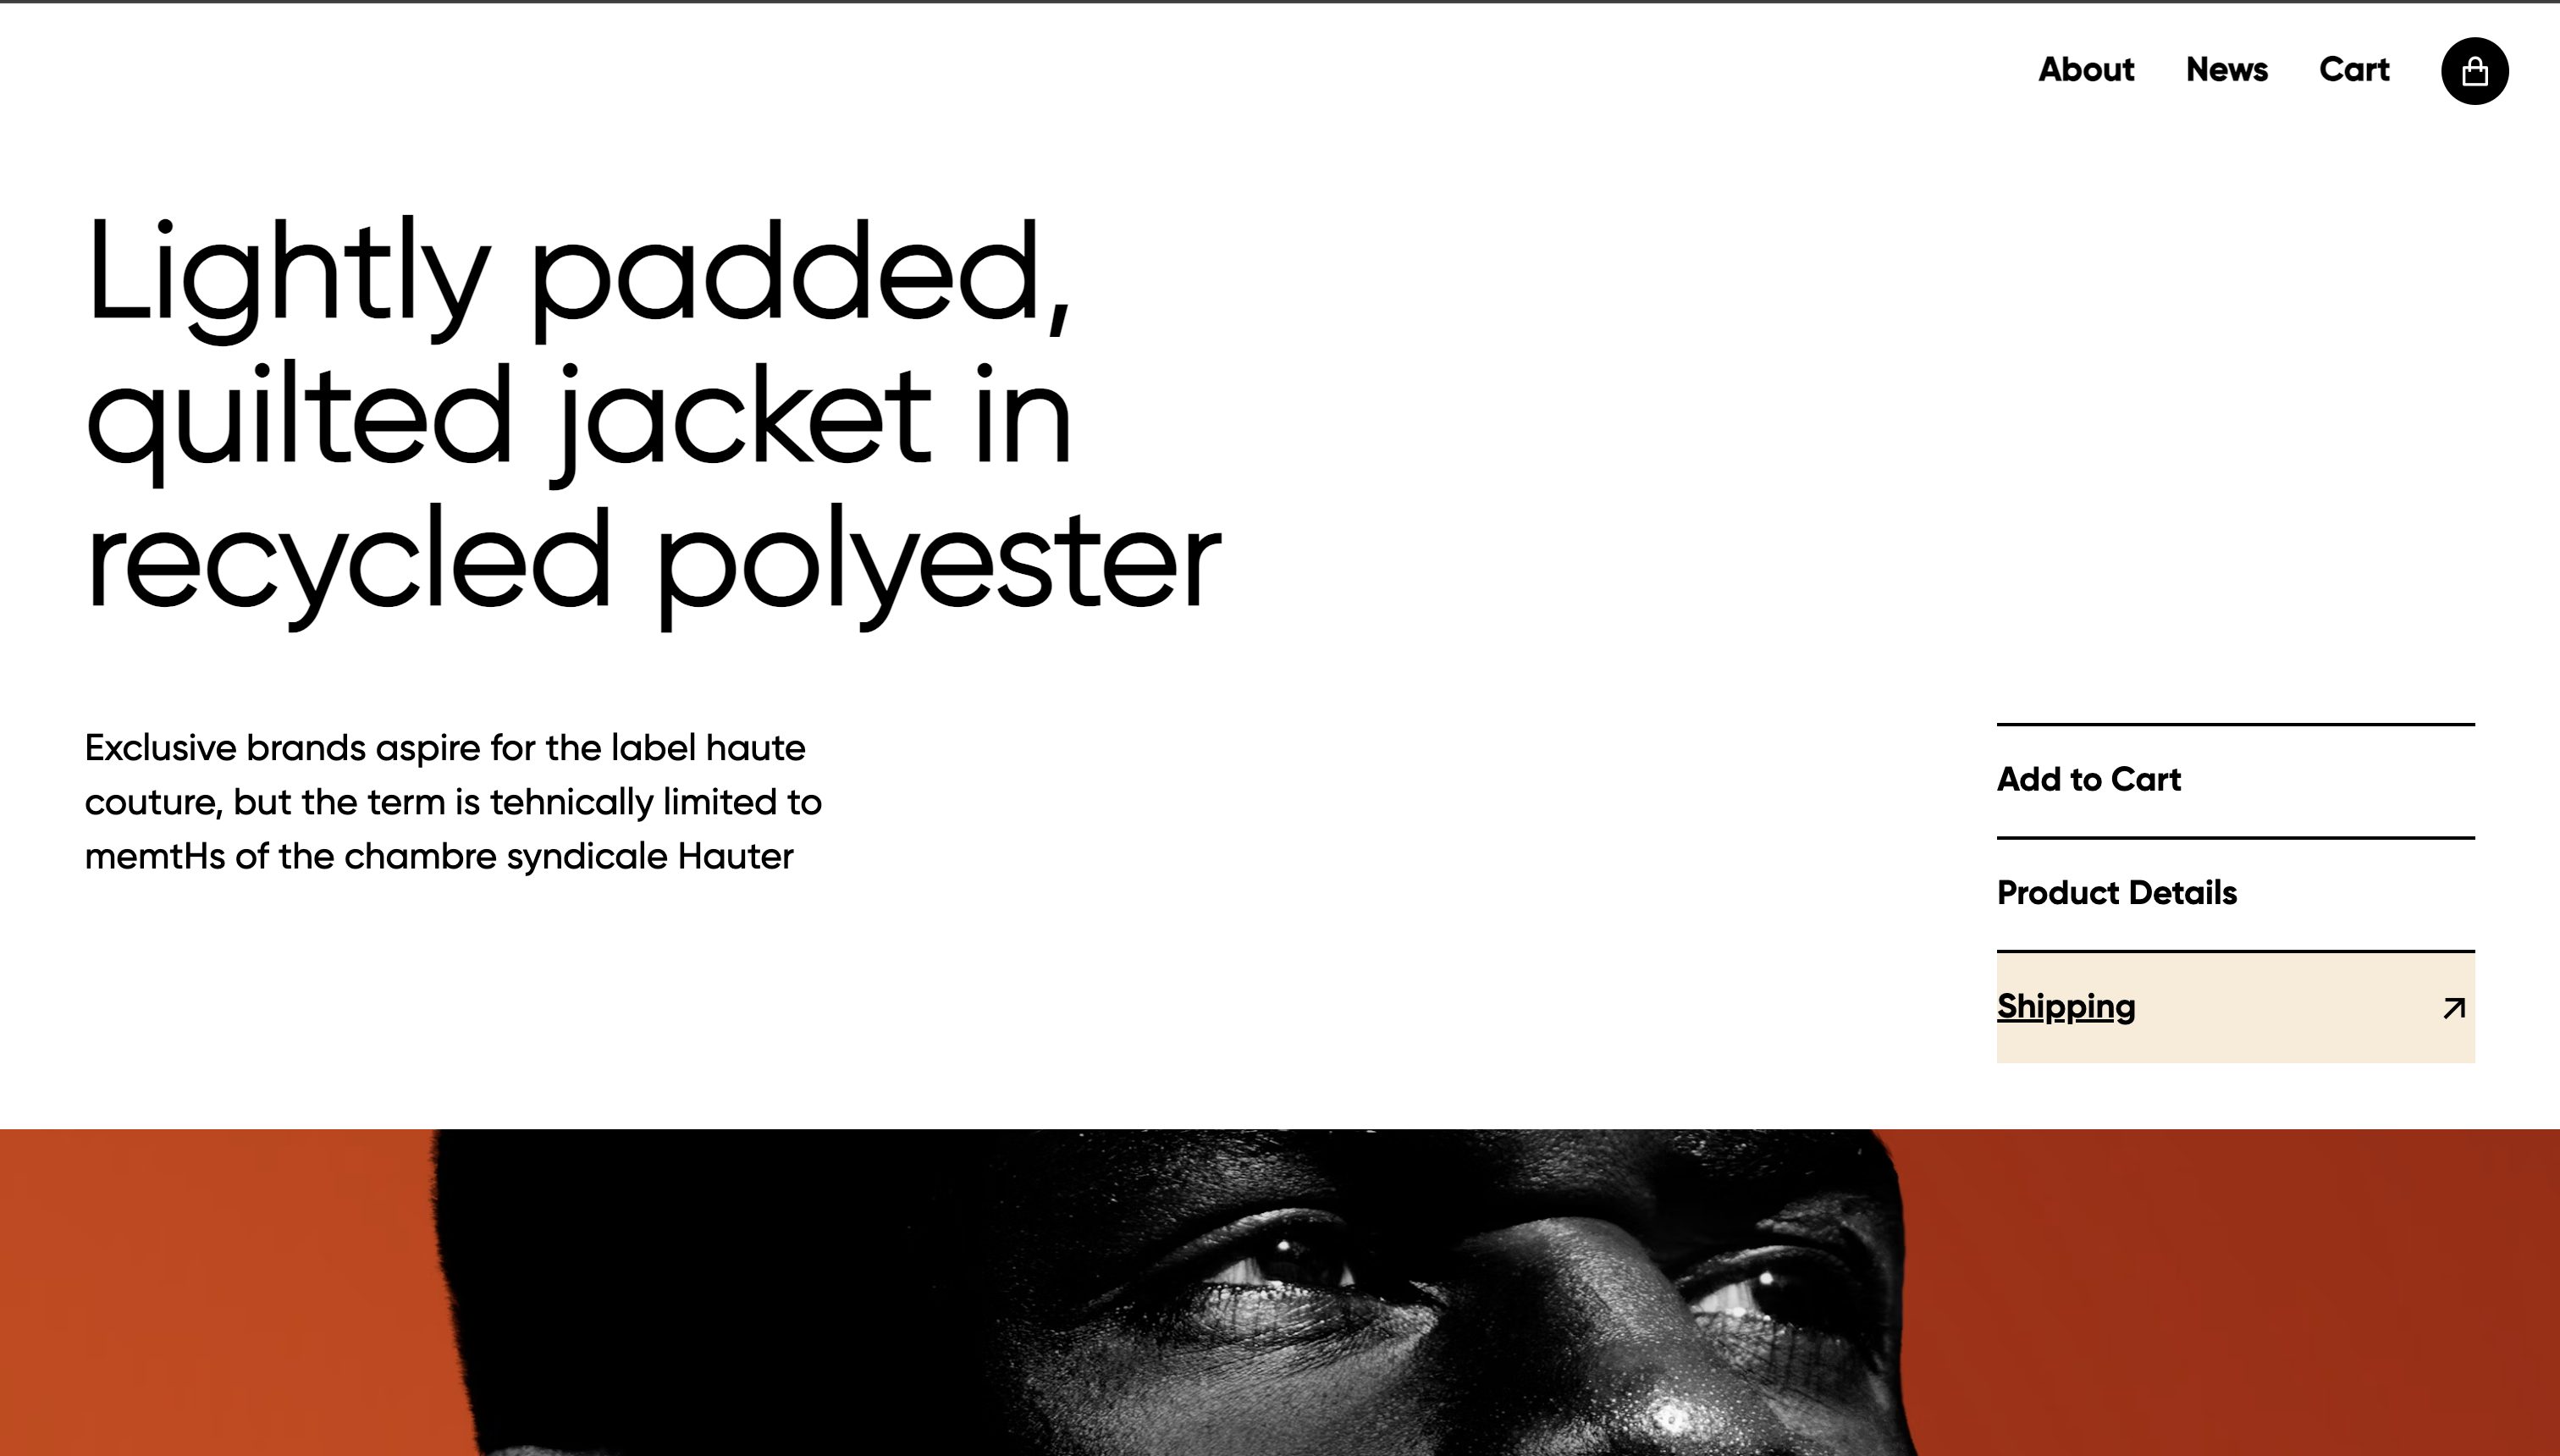 About News Cart
Lightly padded,
quilted jacket in
recycled polyester
Exclusive brands aspire for the label haute
couture, but the term is tehnically limited to
memtHs of the chambre syndicale Hauter
Add to Cart
Product Details
Shipping